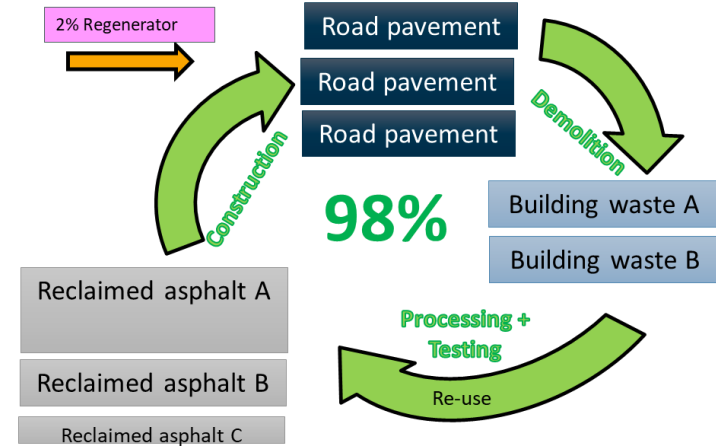 2% Regenerator
Road pavement
Road pavement
Road pavement
Demolition
Construction
98%
Building waste A
Building waste B
Reclaimed asphalt A
Processing +
Testing
Reclaimed asphalt B
Re-use
Reclaimed asphalt C